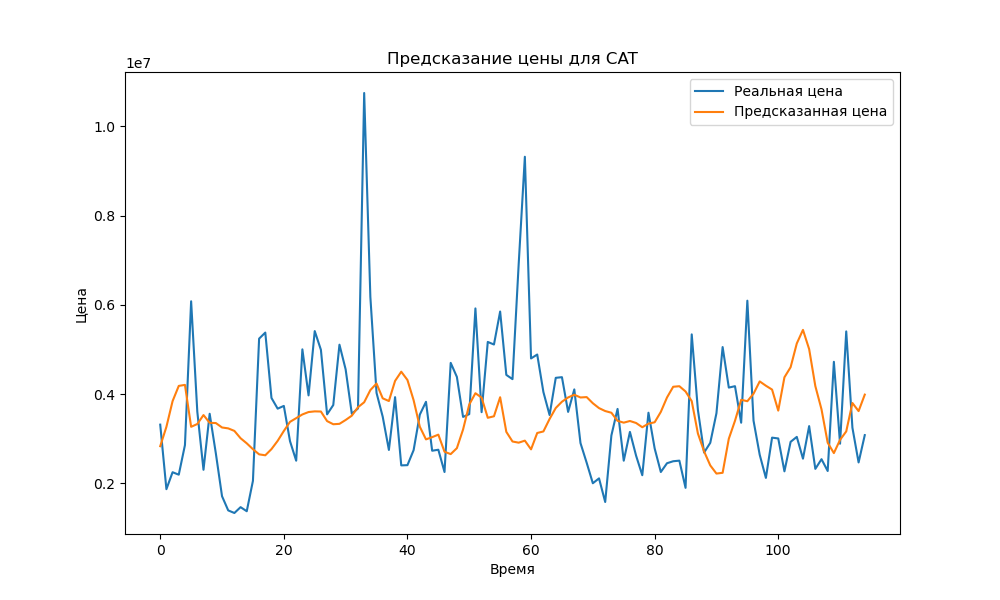 Предсказание цены для CAT
1e7
Реальная цена
Предсказанная цена
1.0
0.8
0.6
0.4
0.2
Цена
0 20 40 60 80 100
Время